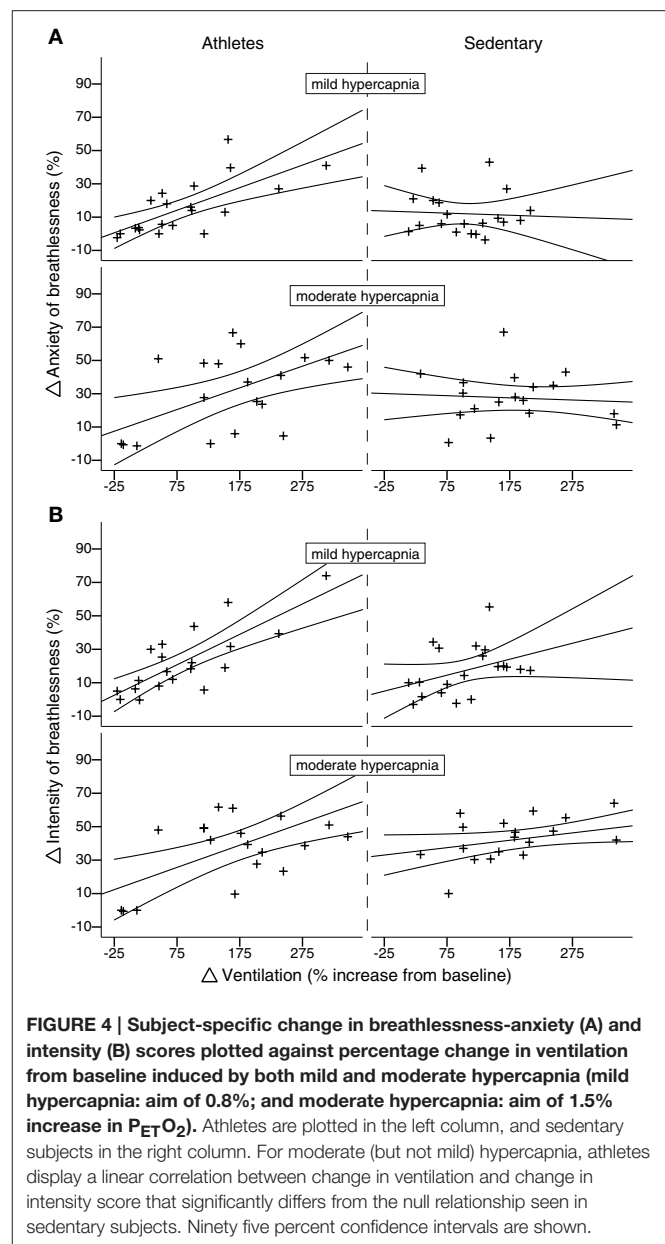 A
Athletes Sedentary
mild hypercapnia
90
70
50
30
10
-10
moderate hypercapnia
90
70
50
30
10
-10
△ Anxiety of breathlessness (%)
-25 75 175 275 -25 75 175 275
B
mild hypercapnia
90
70
50
30
10
-10
moderate hypercapnia
90
70
50
30
10
-10
△ Intensity of breathlessness (%)
-25 75 175 275 -25 75 175 275
△ Ventilation (% increase from baseline)
FIGURE 4 | Subject-specific change in breathlessness-anxiety (A) and
intensity (B) scores plotted against percentage change in ventilation
from baseline induced by both mild and moderate hypercapnia (mild
hypercapnia: aim of 0.8%; and moderate hypercapnia: aim of 1.5%
increase in PETO2). Athletes are plotted in the left column, and sedentary
subjects in the right column. For moderate (but not mild) hypercapnia, athletes
display a linear correlation between change in ventilation and change in
intensity score that significantly differs from the null relationship seen in
sedentary subjects. Ninety five percent confidence intervals are shown.